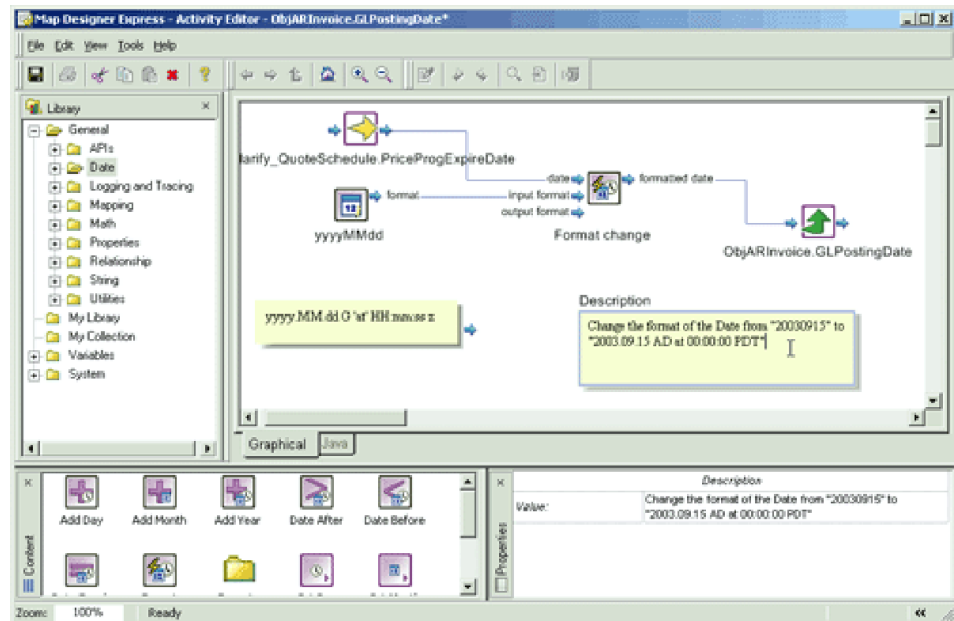 Map Designer Express - Activity Editor - ObjARInvoice.GLPostingDate*
File Edit View Tools Help
Library
General
APIs
Date
Logging and Tracing
Mapping
Math
Properties
Relationship
String
Utilities
My Library
My Collection
Variables
System
larify_QuoteSchedule.PriceProgExpireDate
date
format
input format
output format
formatted date
yyyyMMdd
Format change
ObjARInvoice.GLPostingDate
yyyy.MM.dd G 'at' HH:mm:ss z
Description
Change the format of the Date from "20030915" to
"2003.09.15 AD at 00:00:00 PDT"
Graphical Java
Content
Add Day Add Month Add Year Date After Date Before
Properties
Description
Value: Change the format of the Date from "20030915" to
"2003.09.15 AD at 00:00:00 PDT"
Zoom: 100% Ready